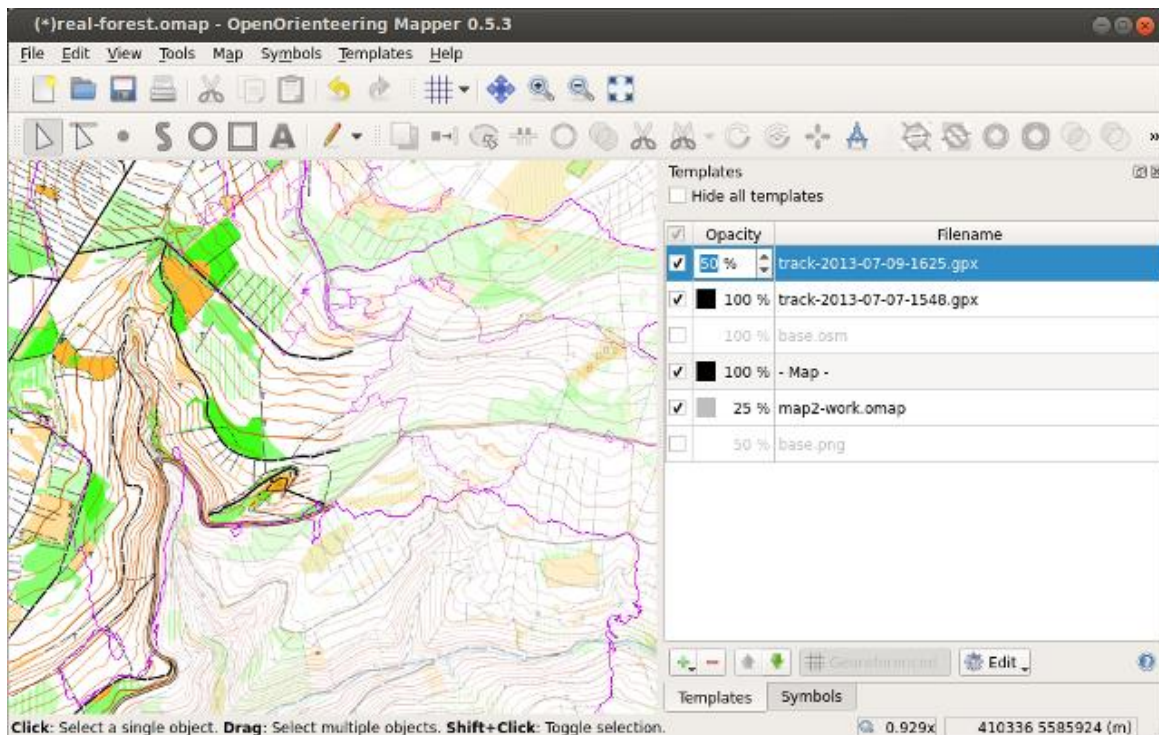 (*)real-forest.omap - OpenOrienteering Mapper 0.5.3
File Edit View Tools Map Symbols Templates Help
A
»
Templates
Hide all templates
Opacity Filename
50 % track-2013-07-09-1625.gpx
100 % track-2013-07-07-1548.gpx
100 % base.osm
100 % - Map -
25 % map2-work.omap
50 % base.png
Georeferenced Edit
Templates Symbols
Click: Select a single object. Drag: Select multiple objects. Shift+Click: Toggle selection. 0.929x 410336 5585924 (m)